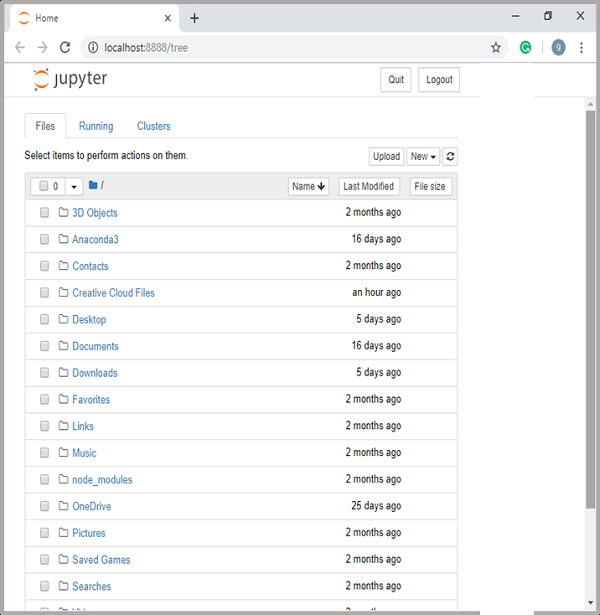 Home
localhost:8888/tree
g
jupyter
Quit Logout
Files Running Clusters
Select items to perform actions on them.
Upload New
0 / Name Last Modified File size
3D Objects 2 months ago
Anaconda3 16 days ago
Contacts 2 months ago
Creative Cloud Files an hour ago
Desktop 5 days ago
Documents 16 days ago
Downloads 5 days ago
Favorites 2 months ago
Links 2 months ago
Music 2 months ago
node_modules 2 months ago
OneDrive 25 days ago
Pictures 2 months ago
Saved Games 2 months ago
Searches 2 months ago